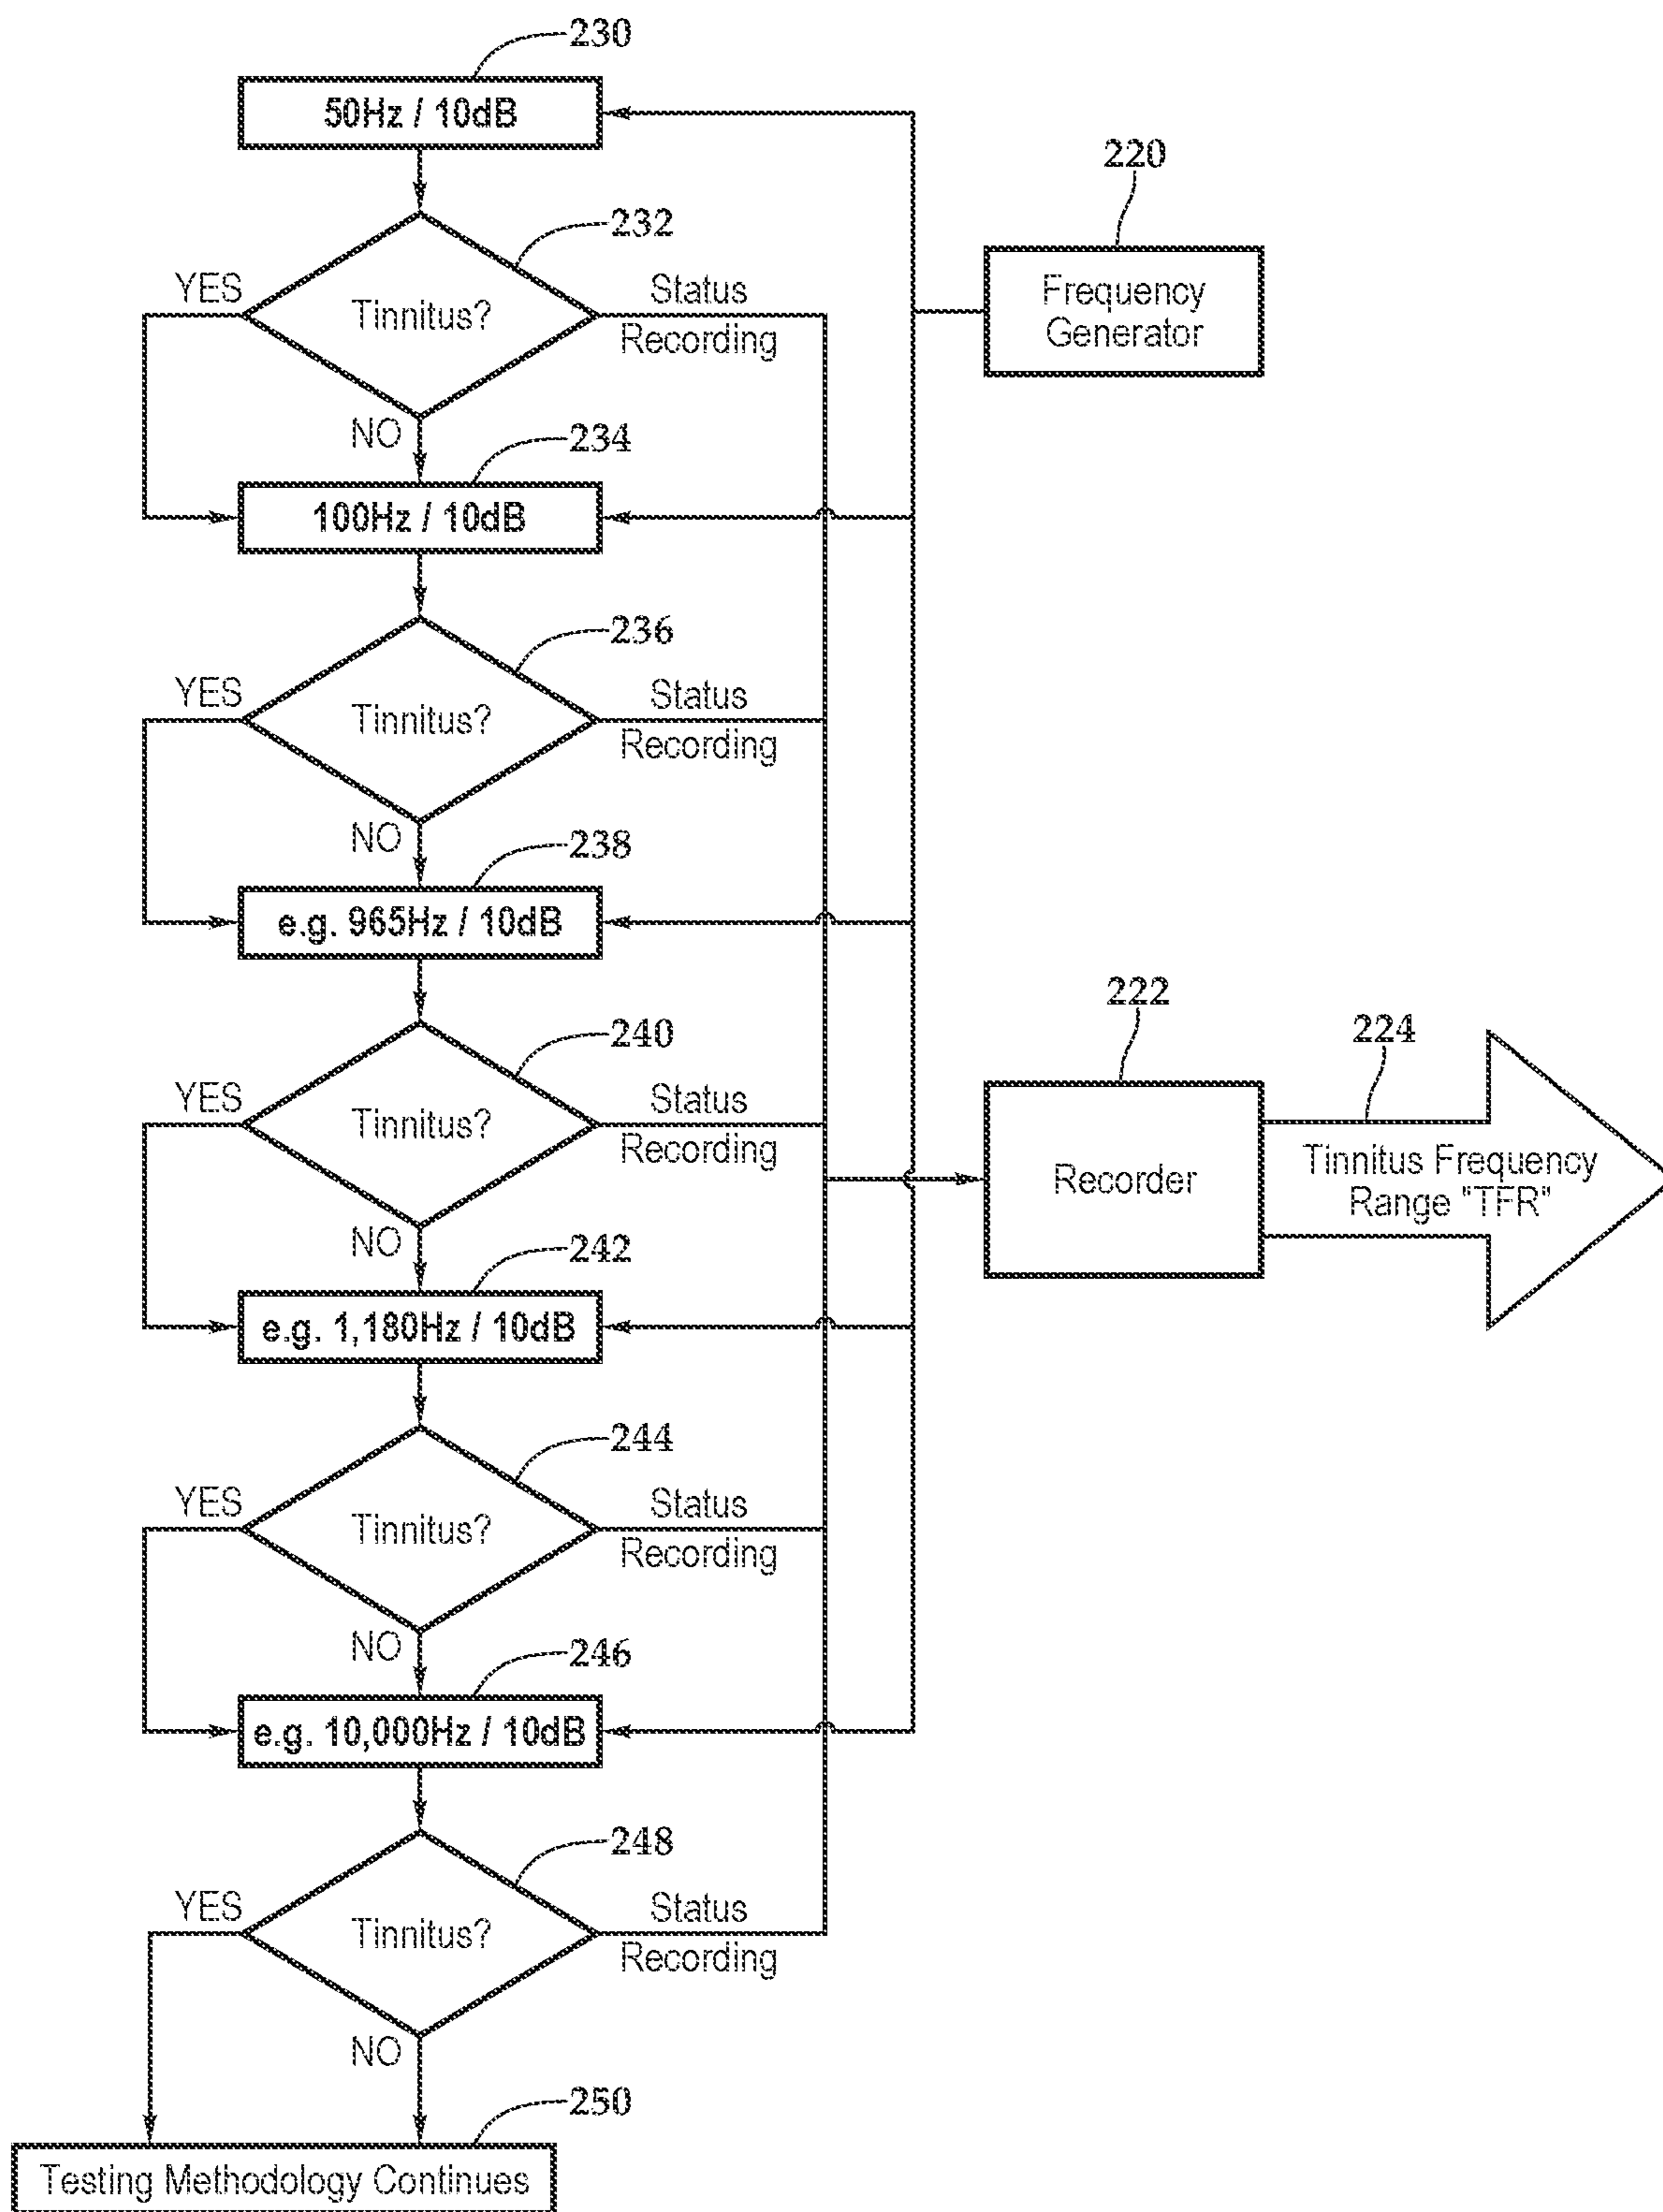 230
50Hz / 10dB
220
232
YES
Tinnitus?
Status
Recording
Frequency
Generator
NO
234
100Hz / 10dB
236
YES
Tinnitus?
Status
Recording
NO
238
e.g. 965Hz / 10dB
222
224
240
YES
Tinnitus?
Status
Recording
Recorder
Tinnitus Frequency
Range "TFR"
NO
242
e.g. 1,180Hz / 10dB
244
YES
Tinnitus?
Status
Recording
NO
246
e.g. 10,000Hz / 10dB
248
YES
Tinnitus?
Status
Recording
NO
250
Testing Methodology Continues